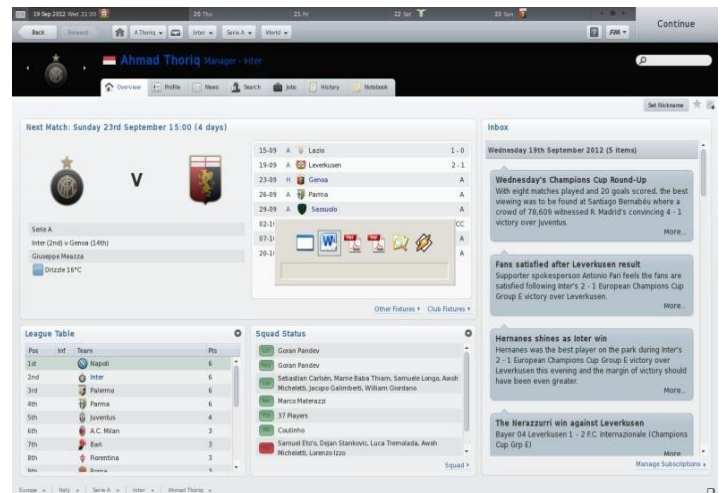 19 Sep 2012 Wed 22:30
20 Thu
21 Fri
22 Sat
23 Sun
Continue
Back
Forward
A Thoriq
Inter
Serie A
World
FM
Ahmad Thoriq Manager - Inter
Overview
Profile
News
Search
Jobs
History
Notebook
Set Nickname
Next Match: Sunday 23rd September 15:00 (4 days)
V
Serie A
Inter (2nd) v Genoa (14th)
Giuseppe Meazza
Drizzle 16°C
15-09 A Lazio 1 - 0
19-09 A Leverkusen 2 - 1
23-09 H Genoa A
26-09 A Parma A
29-09 A Sassuolo A
Other Fixtures
Club Fixtures
Inbox
Wednesday 19th September 2012 (5 items)
Wednesday's Champions Cup Round-Up
With eight matches played and 20 goals scored, the best
viewing was to be found at Santiago Bernabéu where a
crowd of 78,609 witnessed R. Madrid's convincing 4 - 1
victory over Juventus.
More...
Fans satisfied after Leverkusen result
Supporter spokesperson Antonio Pari feels the fans are
satisfied following Inter's 2 - 1 European Champions Cup
Group E victory over Leverkusen.
More...
Hernanes shines as Inter win
Hernanes was the best player on the park during Inter's
2 - 1 European Champions Cup Group E victory over
Leverkusen this evening and the margin of victory should
have been even greater.
More...
The Nerazzurri win against Leverkusen
Bayer 04 Leverkusen 1 - 2 F.C. Internazionale (Champions
Cup Grp E)
More
Manage Subscriptions
League Table
Pos Inf Team Pts
1st Napoli 6
2nd Inter 6
3rd Palermo 6
4th Parma 6
5th Juventus 4
6th A.C. Milan 3
7th Bari 3
8th Fiorentina 3
9th Roma 3
Squad Status
Goran Pandev
Goran Pandev
Sebastian Carlsén, Mame Baba Thiam, Samuele Longo, Awoh
Micheletti, Jacopo Galimberti, William Giordano
Marco Materazzi
37 Players
Coutinho
Samuel Eto'o, Dejan Stankovic, Luca Tremolada, Awoh
Micheletti, Lorenzo Izzo
Squad
Europe
Italy
Serie A
Inter
Ahmad Thoriq